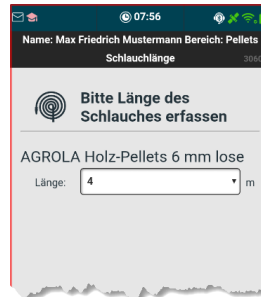 07:56
Name: Max Friedrich Mustermann Bereich: Pellets
Schlauchlänge
3060
Bitte Länge des
Schlauches erfassen
AGROLA Holz-Pellets 6 mm lose
Länge: 4 m